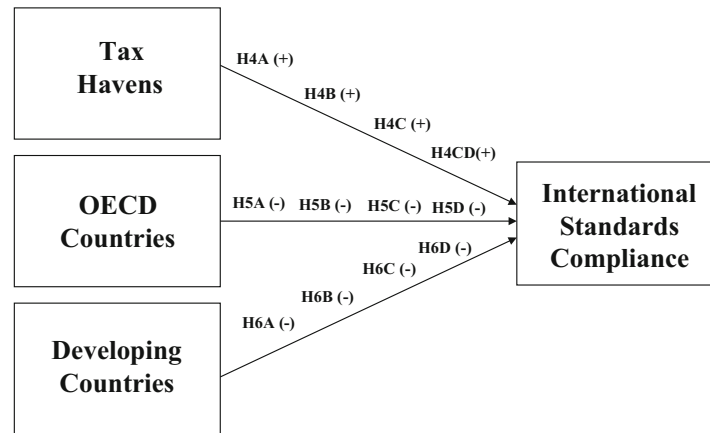 Tax
Havens
H4A (+)
H4B (+)
H4C (+)
H4CD(+)
OECD
Countries
H5A (-) H5B (-) H5C (-) H5D (-)
International
Standards
Compliance
H6D (-)
H6C (-)
H6B (-)
H6A (-)
Developing
Countries